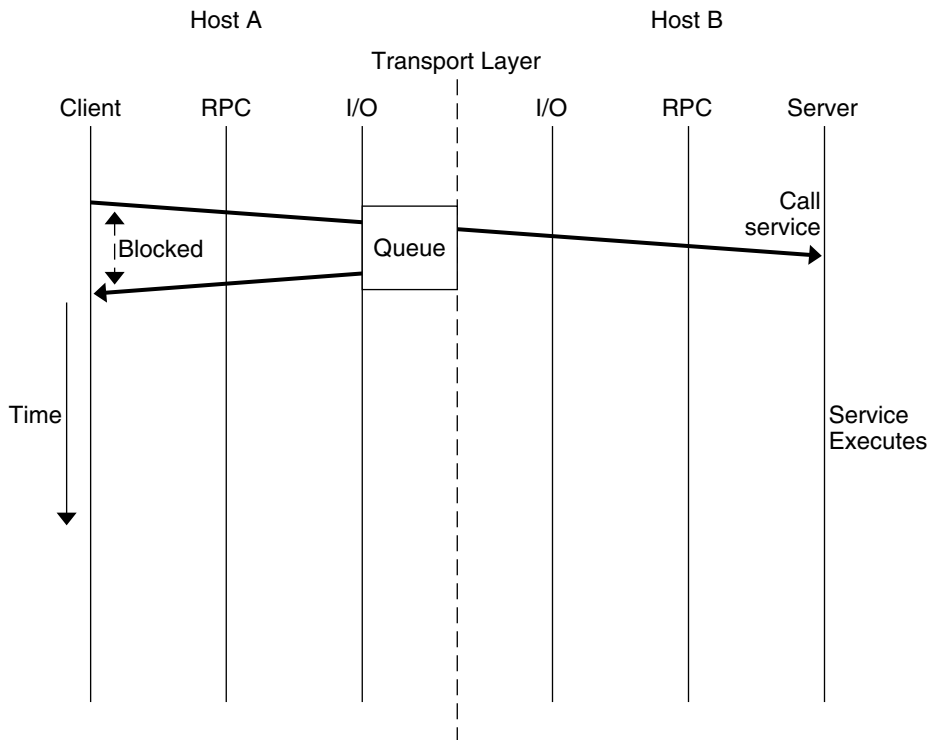 Host A
Host B
Transport Layer
Client
RPC
I/O
I/O
RPC
Server
Call
service
Blocked
Queue
Time
Service
Executes